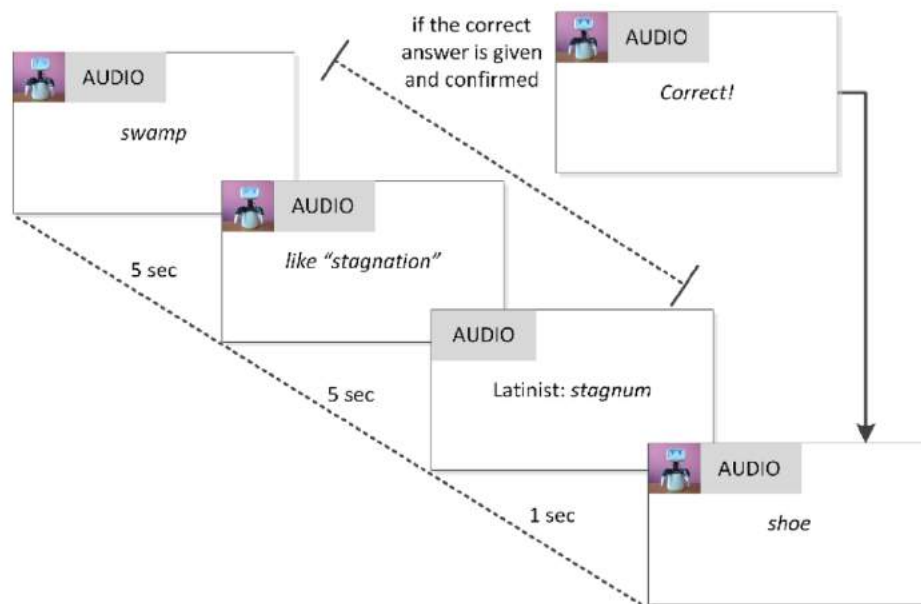 AUDIO
swamp
if the correct
answer is given
and confirmed
AUDIO
Correct!
AUDIO
like “stagnation”
5 sec
AUDIO
Latinist: stagnum
5 sec
AUDIO
shoe
1 sec